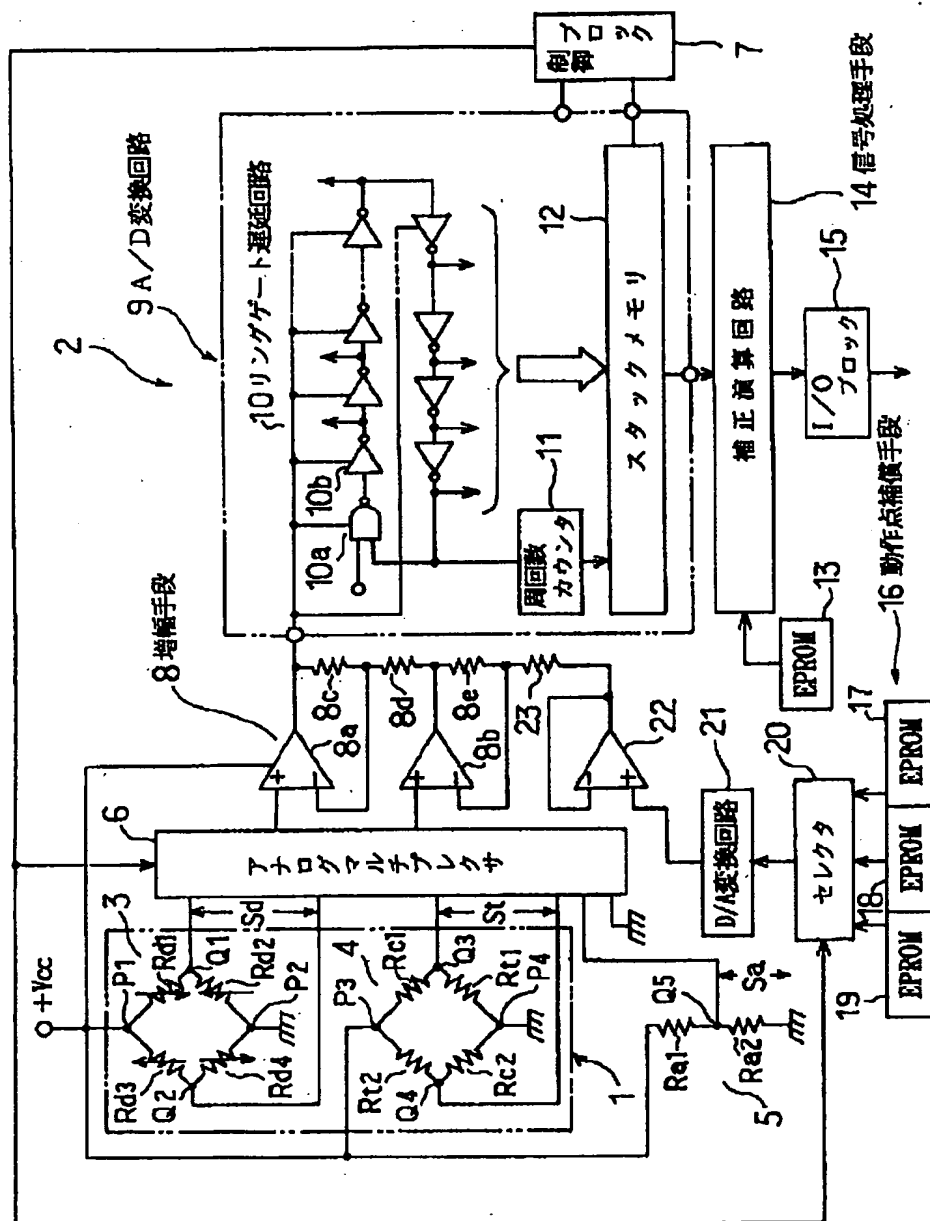 +Vcc
2
9 A/D変換回路
10 リングゲート遅延回路
8 増幅手段
6
3
P1
Rd1
Rd3
Q1
Sd
Rd2
Q2
Rd4
P2
4
P3
Rc1
Rt2
Q3
St
Rt1
Q4
Rc2
P4
1
Q5
Ra1
Sa
Ra2
5
アナログマルチプレクサ
+
−
8a
8c
8d
+
−
8b
8e
23
−
+
22
21
D/A変換回路
20
セレクタ
17
EPROM
18
EPROM
19
EPROM
16 動作点補償手段
10a
10b
11
周回数
カウンタ
12
スタックメモリ
制御
ブロック
7
13
EPROM
補正演算回路
14 信号処理手段
I/O
ブロック
15